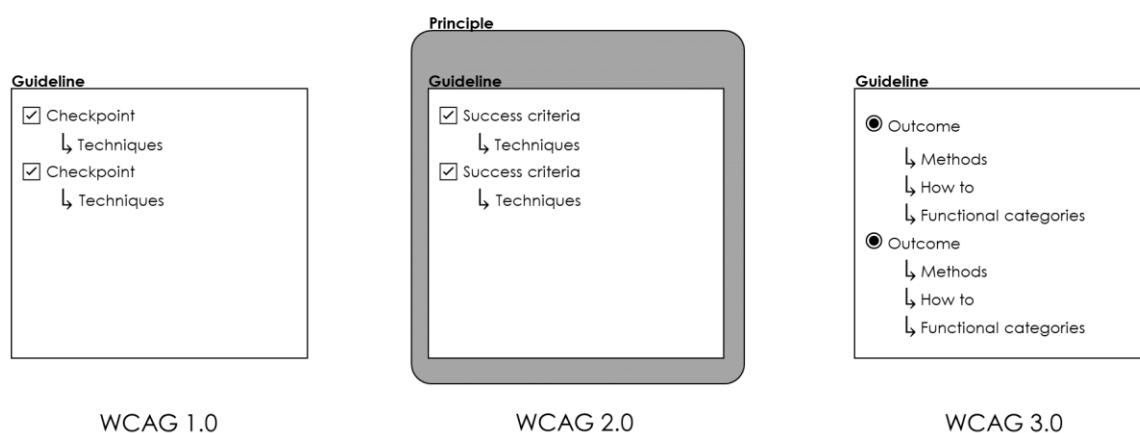 Guideline
Checkpoint
Techniques
Checkpoint
Techniques
WCAG 1.0
Principle
Guideline
Success criteria
Techniques
Success criteria
Techniques
WCAG 2.0
Guideline
Outcome
Methods
How to
Functional categories
Outcome
Methods
How to
Functional categories
WCAG 3.0